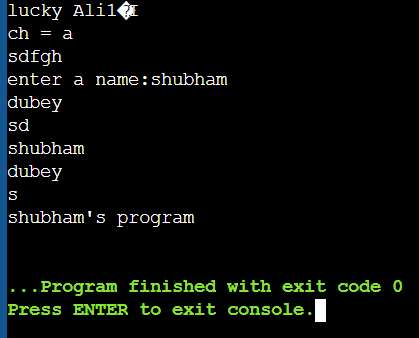 lucky Ali1�
ch = a
sdfgh
enter a name:shubham
dubey
sd
shubham
dubey
s
shubham's program
...Program finished with exit code 0
Press ENTER to exit console.